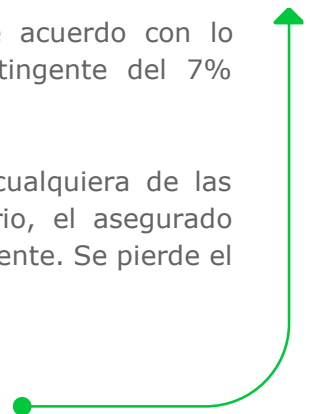 acuerdo con lo
tingente del 7%
cualquiera de las
rio, el asegurado
ente. Se pierde el